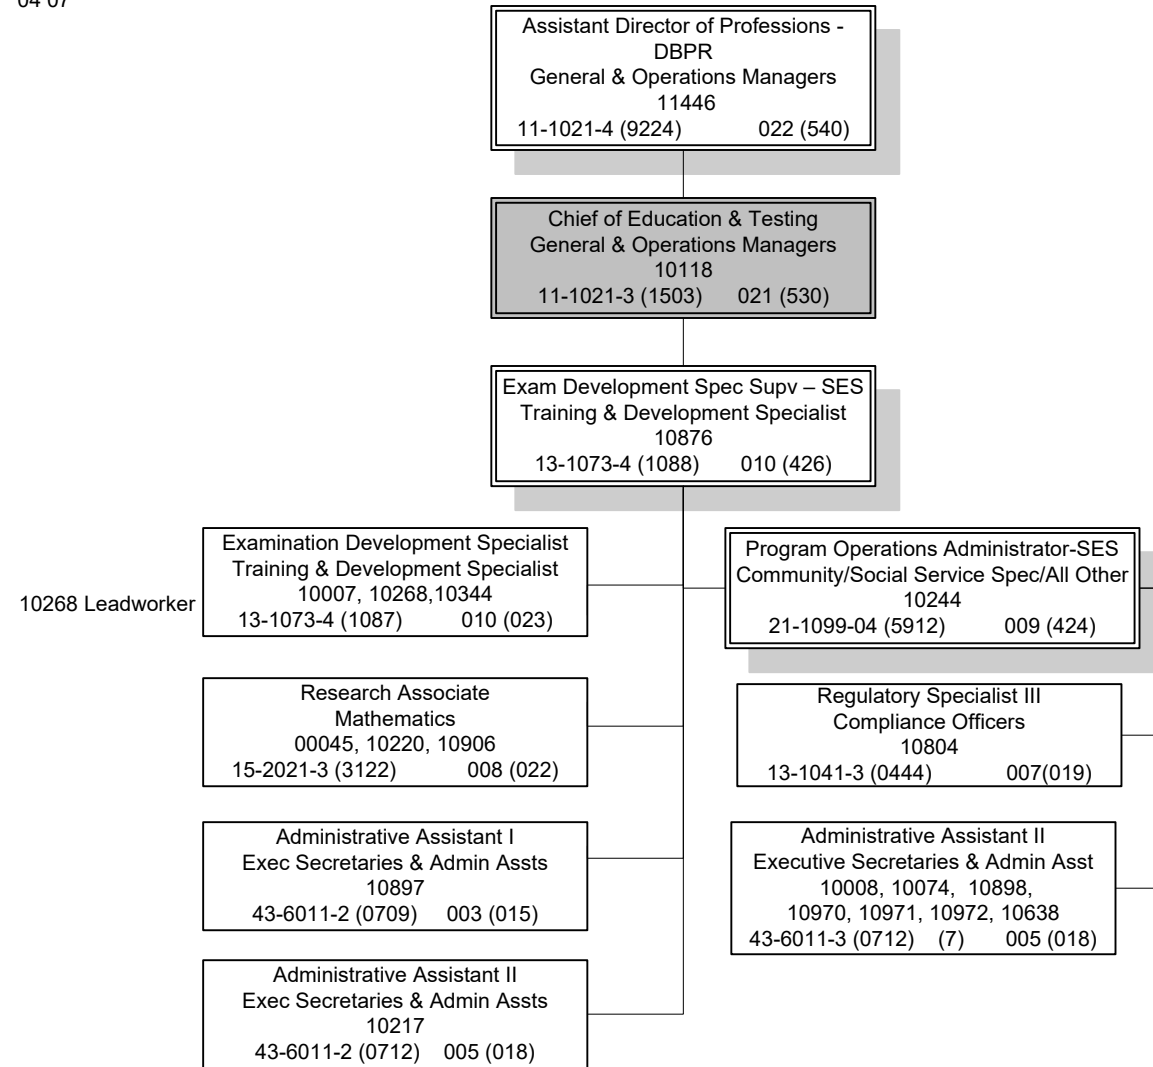 04 07
Assistant Director of Professions -
DBPR
General & Operations Managers
11446
11-1021-4 (9224) 022 (540)
Chief of Education & Testing
General & Operations Managers
10118
11-1021-3 (1503) 021 (530)
Exam Development Spec Supv – SES
Training & Development Specialist
10876
13-1073-4 (1088) 010 (426)
10268 Leadworker
Examination Development Specialist
Training & Development Specialist
10007, 10268,10344
13-1073-4 (1087) 010 (023)
Program Operations Administrator-SES
Community/Social Service Spec/All Other
10244
21-1099-04 (5912) 009 (424)
Research Associate
Mathematics
00045, 10220, 10906
15-2021-3 (3122) 008 (022)
Regulatory Specialist III
Compliance Officers
10804
13-1041-3 (0444) 007(019)
Administrative Assistant I
Exec Secretaries & Admin Assts
10897
43-6011-2 (0709) 003 (015)
Administrative Assistant II
Executive Secretaries & Admin Asst
10008, 10074, 10898,
10970, 10971, 10972, 10638
43-6011-3 (0712) (7) 005 (018)
Administrative Assistant II
Exec Secretaries & Admin Assts
10217
43-6011-2 (0712) 005 (018)